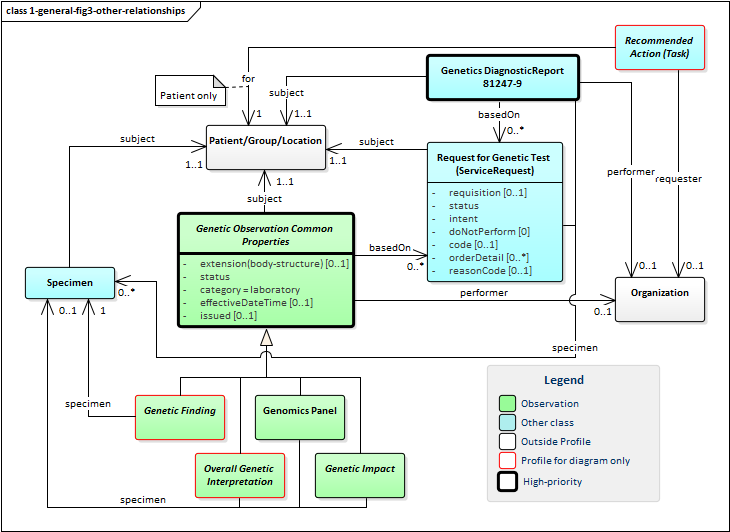 class 1-general-fig3-other-relationships
Recommended
Action (Task)
Genetics DiagnosticReport
81247-9
for
subject
Patient only
1
1..1
basedOn
0..*
subject
Patient/Group/Location
subject
1..1
1..1
Request for Genetic Test
(ServiceRequest)
- requisition [0..1]
- status
- intent
- doNotPerform [0]
- code [0..1]
- orderDetail [0..*]
- reasonCode [0..1]
performer
requester
1..1
subject
Genetic Observation Common
Properties
- extension(body-structure) [0..1]
- status
- category = laboratory
- effectiveDateTime [0..1]
- issued [0..1]
basedOn
0..*
0..1
0..1
Specimen
0..*
performer
Organization
0..1
0..1
1
specimen
specimen
Genetic Finding
Genomics Panel
Overall Genetic
Interpretation
Genetic Impact
specimen
Legend
Observation
Other class
Outside Profile
Profile for diagram only
High-priority